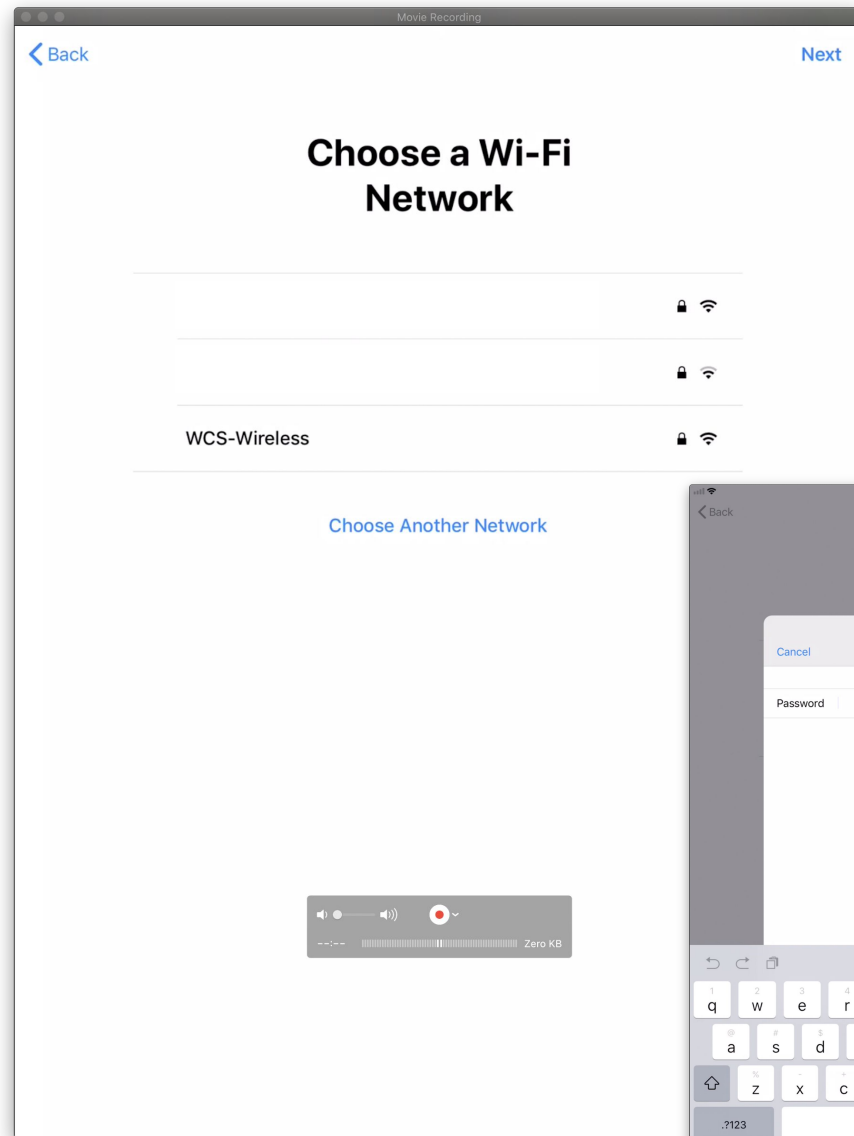 Movie Recording
Back
Next
Choose a Wi-Fi
Network
WCS-Wireless
Choose Another Network
--:--
Zero KB
Back
Cancel
Password
1 2 3 4
q w e r
@ # $
a s d
% - +
z x c
.?123